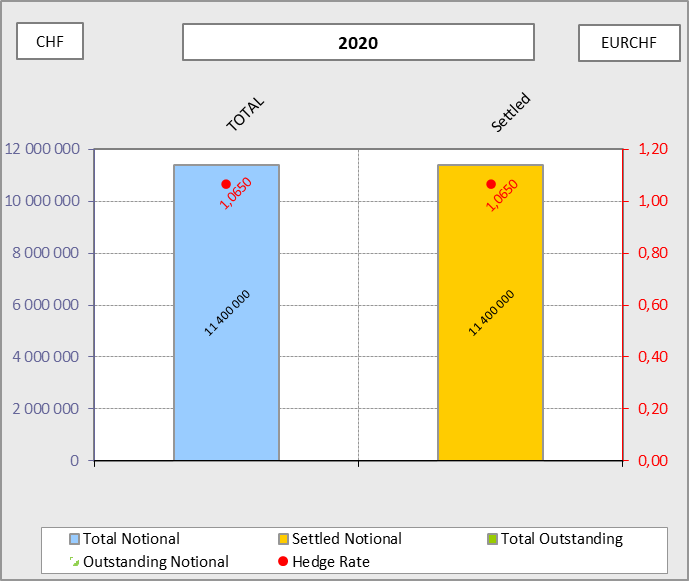 CHF
2020
EURCHF
TOTAL
Settled
12 000 000
10 000 000
8 000 000
6 000 000
4 000 000
2 000 000
0
1,0650
11 400 000
1,0650
11 400 000
1,20
1,00
0,80
0,60
0,40
0,20
0,00
Total Notional
Settled Notional
Total Outstanding
Outstanding Notional
Hedge Rate